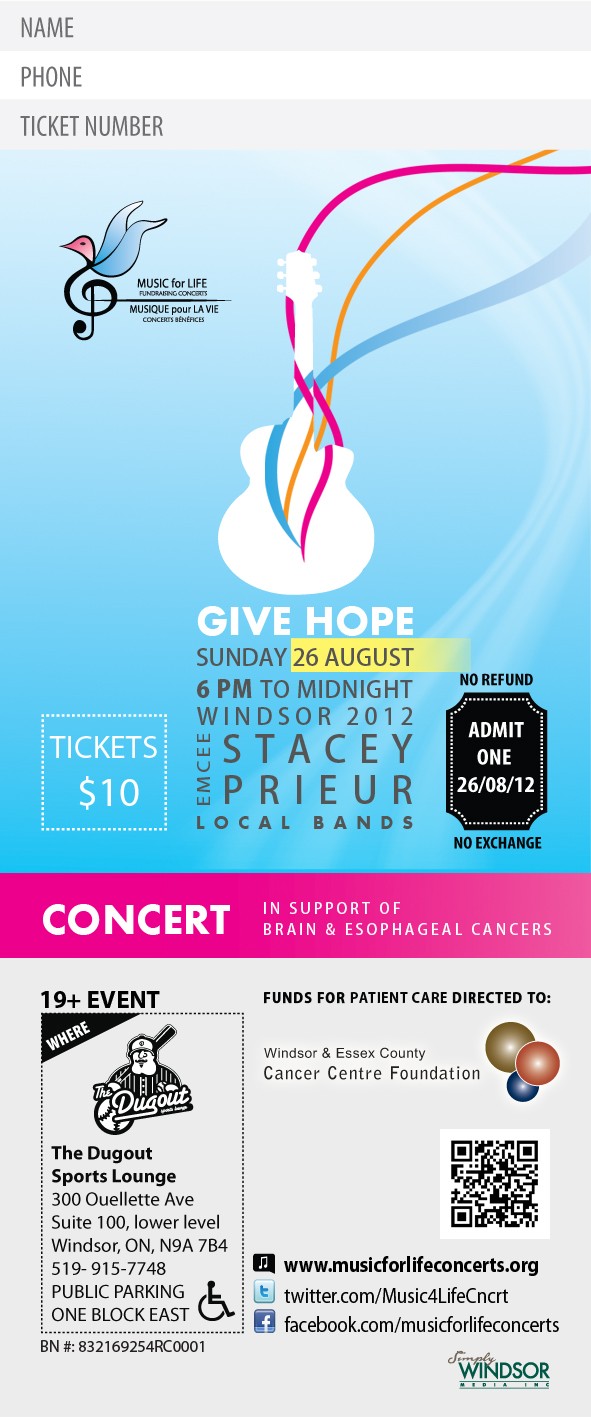 NAME
PHONE
TICKET NUMBER
MUSIC for LIFE
FUNDRAISING CONCERTS
MUSIQUE pour LA VIE
CONCERTS BÉNÉFICES
GIVE HOPE
SUNDAY 26 AUGUST
6 PM TO MIDNIGHT
WINDSOR 2012
EMCEE
STACEY
PRIEUR
LOCAL BANDS
TICKETS
$10
NO REFUND
ADMIT
ONE
26/08/12
NO EXCHANGE
CONCERT
IN SUPPORT OF
BRAIN & ESOPHAGEAL CANCERS
19+ EVENT
WHERE
The
Dugout
The Dugout
Sports Lounge
300 Ouellette Ave
Suite 100, lower level
Windsor, ON, N9A 7B4
519- 915-7748
PUBLIC PARKING
ONE BLOCK EAST
BN #: 832169254RC0001
FUNDS FOR PATIENT CARE DIRECTED TO:
Windsor & Essex County
Cancer Centre Foundation
www.musicforlifeconcerts.org
twitter.com/Music4LifeCncrt
facebook.com/musicforlifeconcerts
Simply
WINDSOR
MEDIA INC